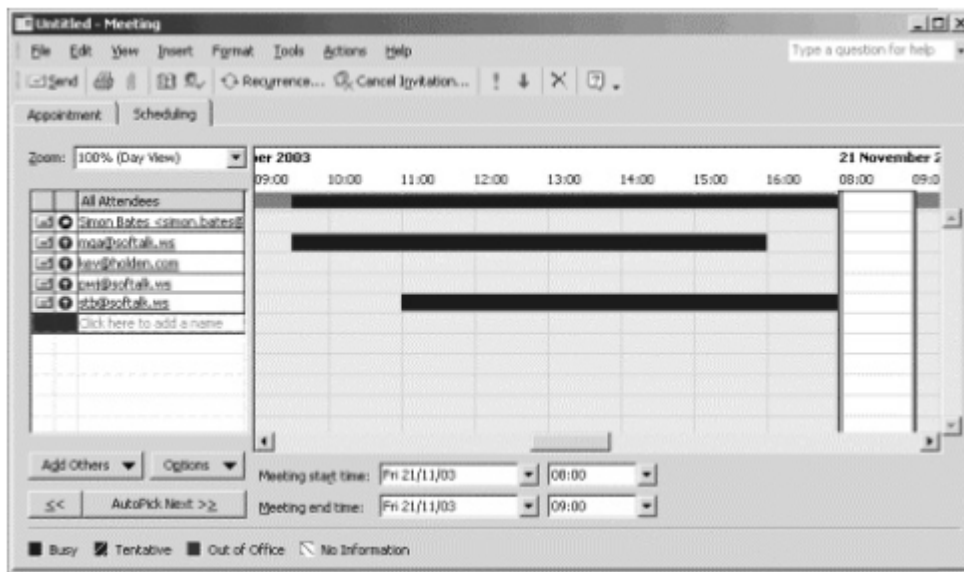 Untitled - Meeting
File Edit View Insert Format Tools Actions Help
Type a question for help
Send Recurrence... Cancel Invitation...
Appointment Scheduling
Zoom: 100% (Day View)
ber 2003 21 November 2
09:00 10:00 11:00 12:00 13:00 14:00 15:00 16:00 08:00 09:0
All Attendees
Simon Bates <simon.bates@
mga@softalk.ws
kev@holden.com
pwt@softalk.ws
stb@softalk.ws
Click here to add a name
Add Others Options
Meeting start time: Fri 21/11/03 08:00
<< AutoPick Next >>
Meeting end time: Fri 21/11/03 09:00
Busy Tentative Out of Office No Information